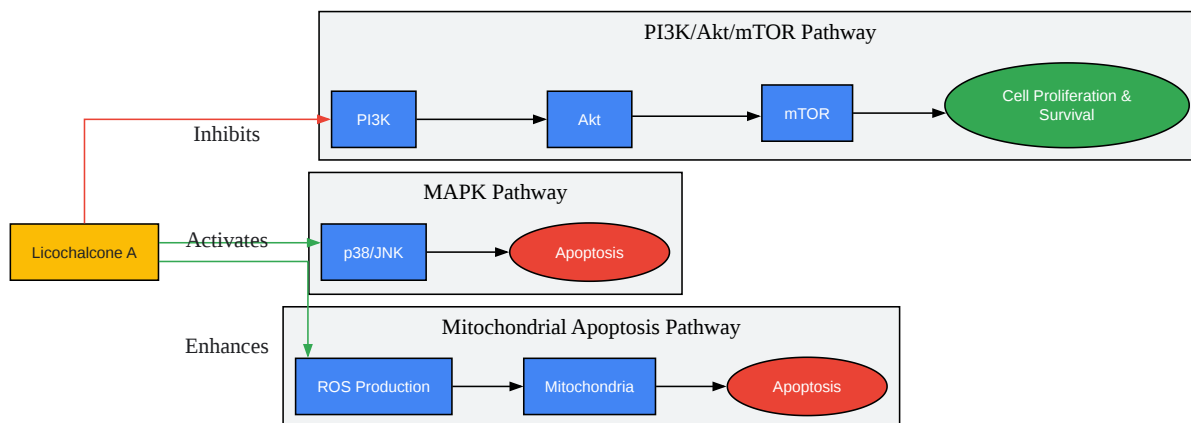 PI3K/Akt/mTOR Pathway
PI3K
Akt
mTOR
Cell Proliferation &
Survival
Inhibits
MAPK Pathway
Licochalcone A
Activates
p38/JNK
Apoptosis
Mitochondrial Apoptosis Pathway
Enhances
ROS Production
Mitochondria
Apoptosis